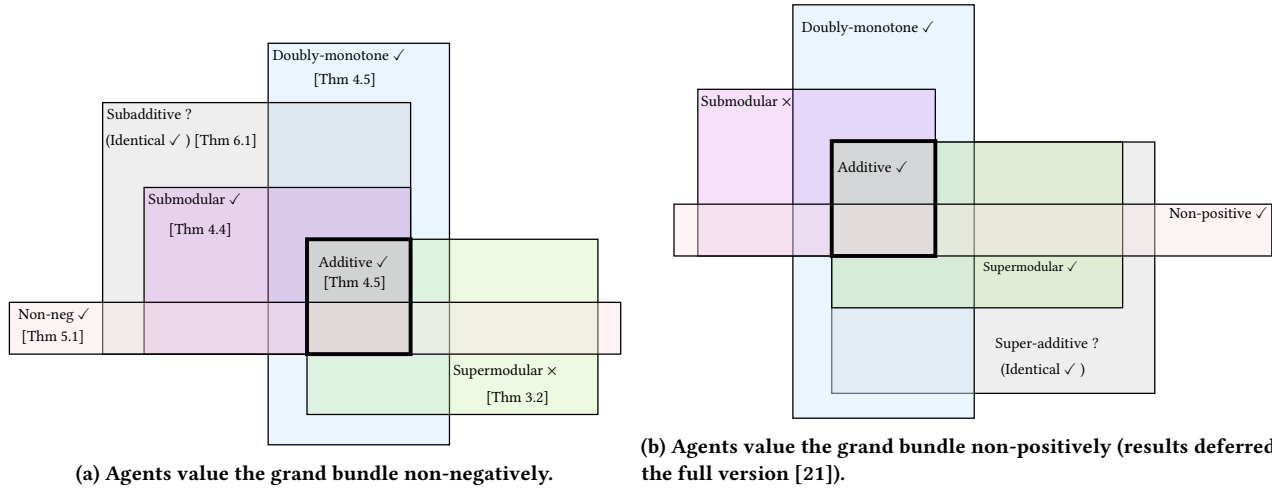 Doubly-monotone ✓
[Thm 4.5]
Subadditive ?
(Identical ✓ ) [Thm 6.1]
Submodular ✓
[Thm 4.4]
Additive ✓
[Thm 4.5]
Non-neg ✓
[Thm 5.1]
Supermodular ×
[Thm 3.2]
(a) Agents value the grand bundle non-negatively.
Doubly-monotone ✓
Submodular ×
Additive ✓
Non-positive ✓
Supermodular ✓
Super-additive ?
(Identical ✓ )
(b) Agents value the grand bundle non-positively (results deferred
the full version [21]).